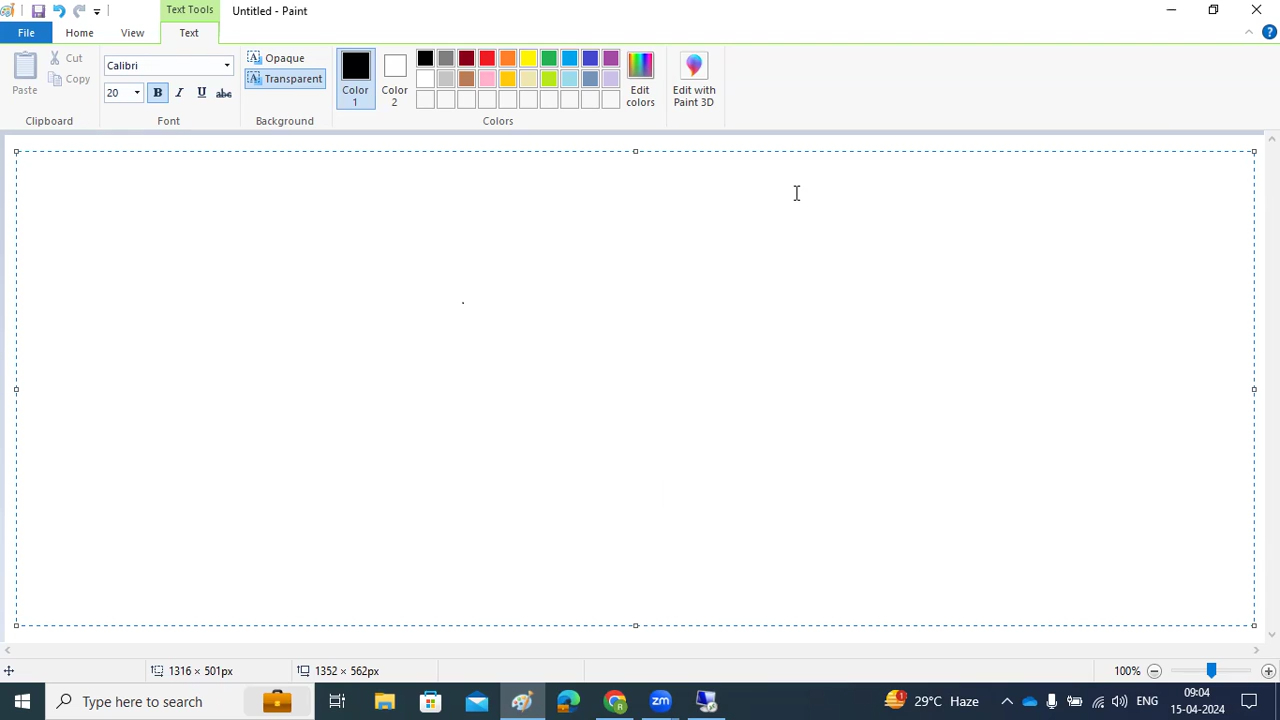 Text Tools
Untitled - Paint
File
Home
View
Text
Paste
Cut
Copy
Clipboard
Calibri
20
B
I
U
abc
Font
A
Opaque
A
Transparent
Background
Color
1
Color
2
Edit
colors
Colors
Edit with
Paint 3D
1316 × 501px
1352 × 562px
100%
Type here to search
zm
1
29°C Haze
ENG
09:04
15-04-2024